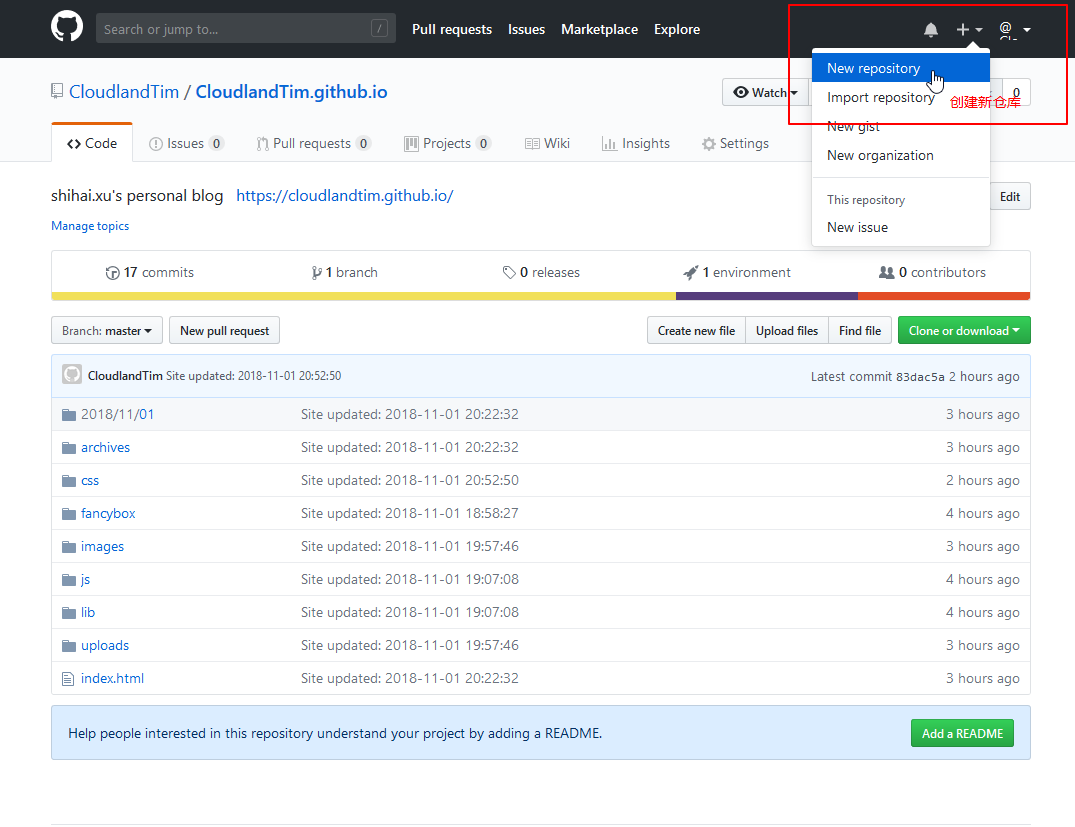 Search or jump to... / Pull requests Issues Marketplace Explore
New repository
CloudlandTim / CloudlandTim.github.io Watch 0
Import repository 创建新仓库
New gist
Code Issues 0 Pull requests 0 Projects 0 Wiki Insights Settings
New organization
shihai.xu's personal blog https://cloudlandtim.github.io/ Edit
This repository
Manage topics
New issue
17 commits 1 branch 0 releases 1 environment 0 contributors
Branch: master New pull request Create new file Upload files Find file Clone or download
CloudlandTim Site updated: 2018-11-01 20:52:50 Latest commit 83dac5a 2 hours ago
2018/11/01 Site updated: 2018-11-01 20:22:32 3 hours ago
archives Site updated: 2018-11-01 20:22:32 3 hours ago
css Site updated: 2018-11-01 20:52:50 2 hours ago
fancybox Site updated: 2018-11-01 18:58:27 4 hours ago
images Site updated: 2018-11-01 19:57:46 3 hours ago
js Site updated: 2018-11-01 19:07:08 4 hours ago
lib Site updated: 2018-11-01 19:07:08 4 hours ago
uploads Site updated: 2018-11-01 19:57:46 3 hours ago
index.html Site updated: 2018-11-01 20:22:32 3 hours ago
Help people interested in this repository understand your project by adding a README. Add a README